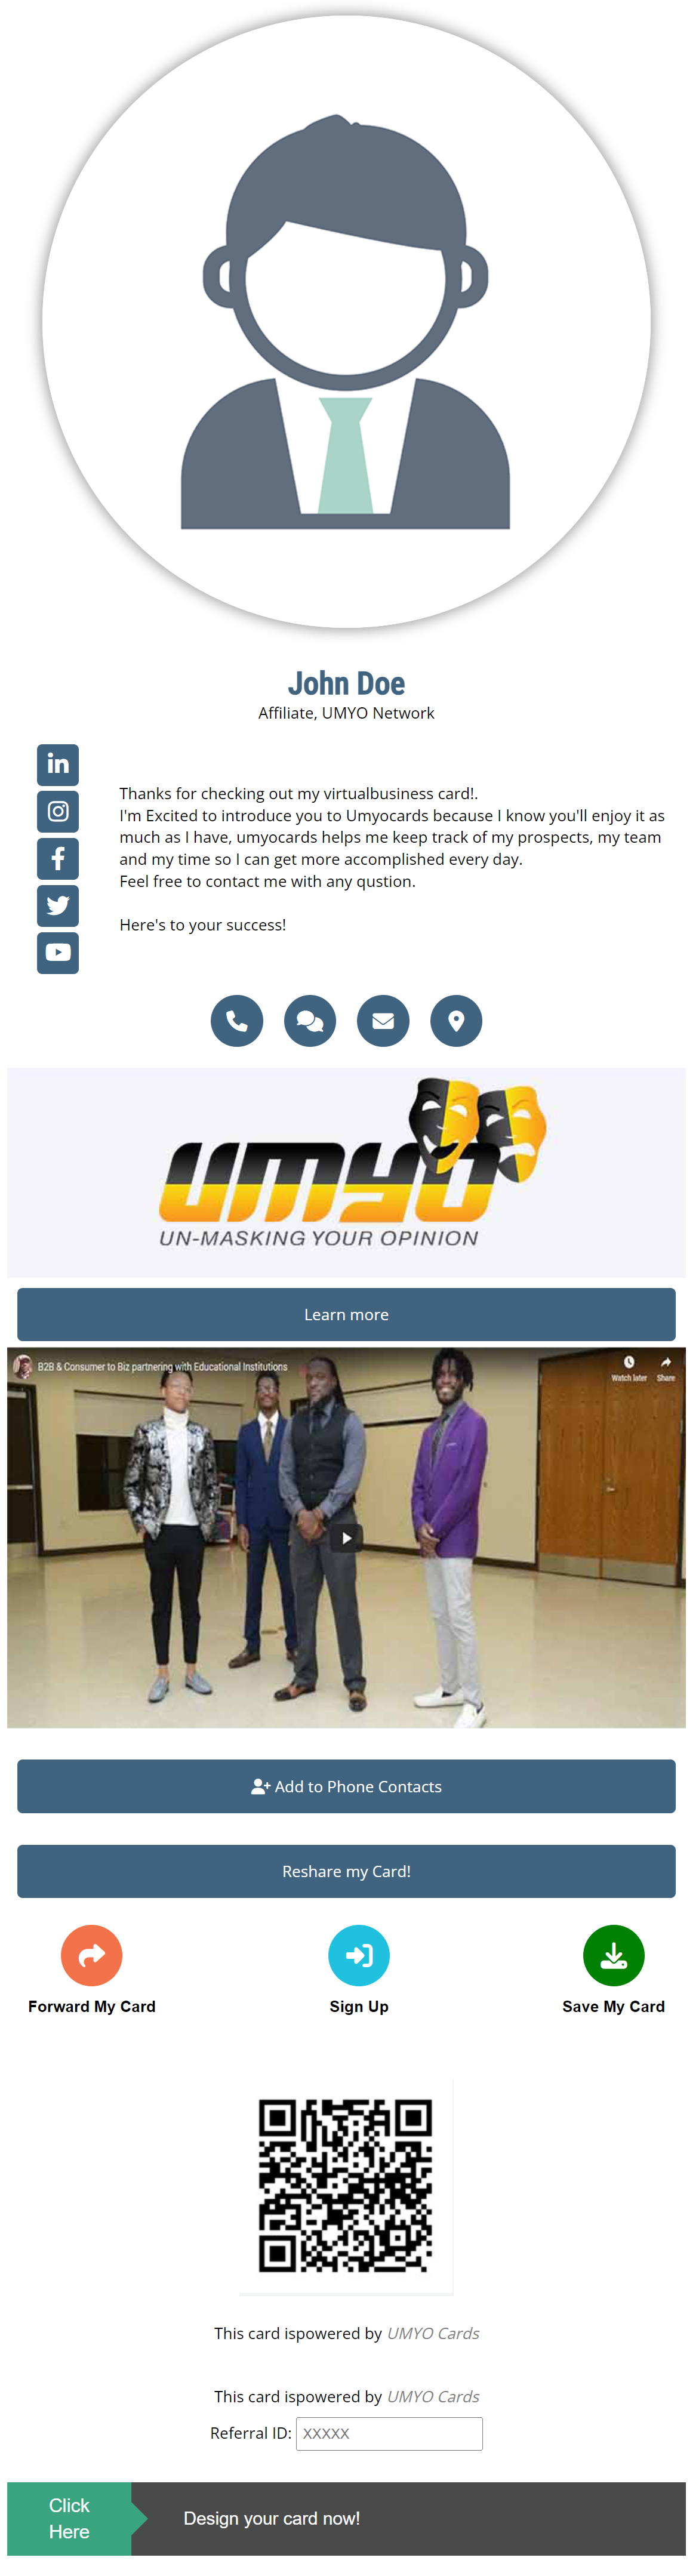 John Doe
Affiliate, UMYO Network
Thanks for checking out my virtualbusiness card!.
I'm Excited to introduce you to Umyocards because I know you'll enjoy it as
much as I have, umyocards helps me keep track of my prospects, my team
and my time so I can get more accomplished every day.
Feel free to contact me with any qustion.
Here's to your success!
UMYO
UN-MASKING YOUR OPINION
Learn more
B2B & Consumer to Biz partnering with Educational Institutions
Watch later
Share
Add to Phone Contacts
Reshare my Card!
Forward My Card
Sign Up
Save My Card
This card ispowered by UMYO Cards
This card ispowered by UMYO Cards
Referral ID: XXXXX
Click
Here
Design your card now!